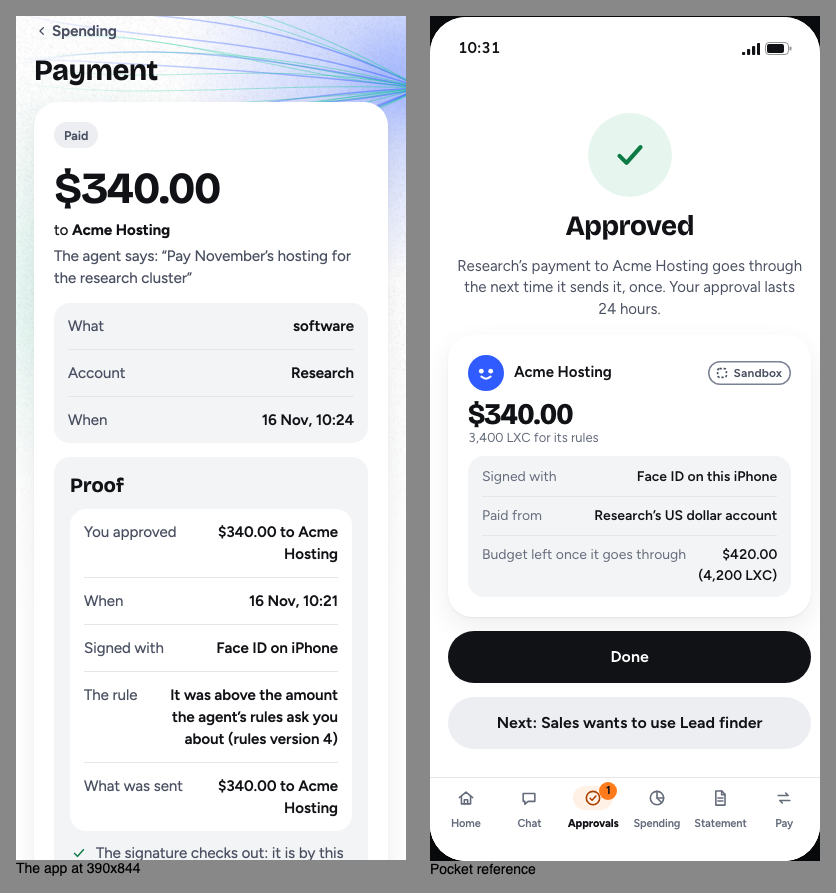 Spending
Payment
Paid
$340.00
to Acme Hosting
The agent says: “Pay November’s hosting for
the research cluster”
What software
Account Research
When 16 Nov, 10:24
Proof
You approved $340.00 to Acme
Hosting
When 16 Nov, 10:21
Signed with Face ID on iPhone
The rule It was above the amount
the agent’s rules ask you
about (rules version 4)
What was sent $340.00 to Acme
Hosting
The signature checks out: it is by this
The app at 390x844
10:31
Approved
Research’s payment to Acme Hosting goes through
the next time it sends it, once. Your approval lasts
24 hours.
Acme Hosting Sandbox
$340.00
3,400 LXC for its rules
Signed with Face ID on this iPhone
Paid from Research’s US dollar account
Budget left once it goes through $420.00
(4,200 LXC)
Done
Next: Sales wants to use Lead finder
1
Home Chat Approvals Spending Statement Pay
Pocket reference